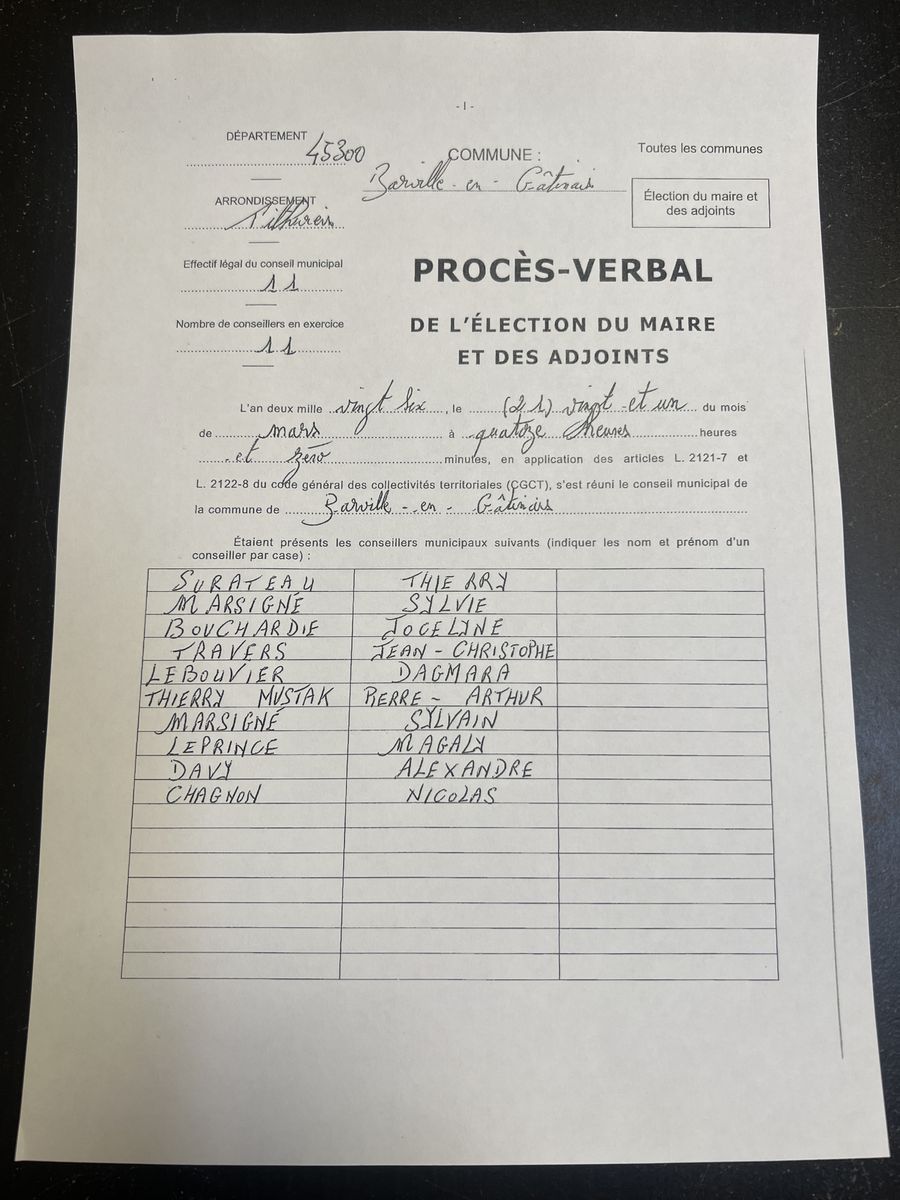 - I -
DÉPARTEMENT
45300
COMMUNE :
Toutes les communes
Barville - en - Gâtinais
Élection du maire et
des adjoints
ARRONDISSEMENT
Effectif légal du conseil municipal
11
PROCÈS-VERBAL
Nombre de conseillers en exercice
11
DE L'ÉLECTION DU MAIRE
ET DES ADJOINTS
L'an deux mille vingt six, le (21) vingt et un du mois
de mars à quatoze heures heures
et zéro minutes, en application des articles L. 2121-7 et
L. 2122-8 du code général des collectivités territoriales (CGCT), s'est réuni le conseil municipal de
la commune de Barville - en - Gâtinais
Étaient présents les conseillers municipaux suivants (indiquer les nom et prénom d'un
conseiller par case) :
SURATEAU THIERRY
MARSIGNÉ SYLVIE
BOUCHARDIE JOCELYNE
TRAVERS JEAN-CHRISTOPHE
LEBOUVIER DAGMARA
THIERRY MUSTAK PIERRE-ARTHUR
MARSIGNÉ SYLVAIN
LEPRINCE MAGALY
DAVY ALEXANDRE
CHAGNON NICOLAS